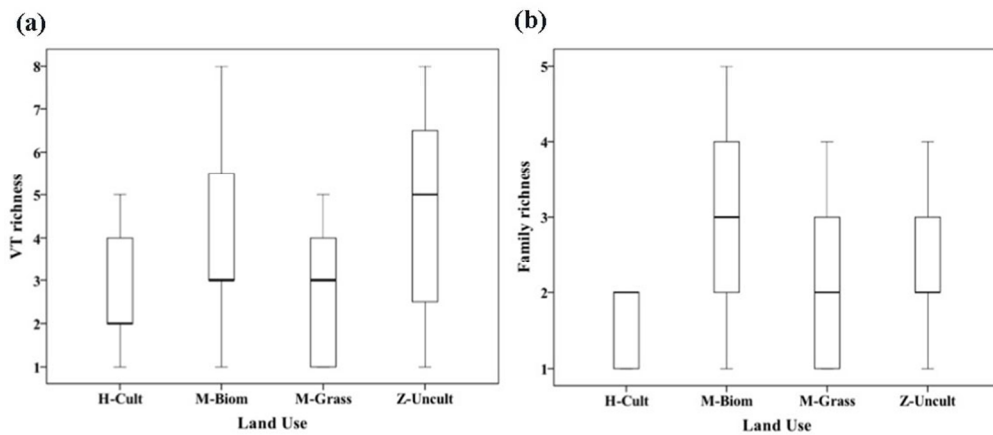 (a)
VT richness
8
7
6
5
4
3
2
1
H-Cult M-Biom M-Grass Z-Uncult
Land Use
(b)
Family richness
5
4
3
2
1
H-Cult M-Biom M-Grass Z-Uncult
Land Use